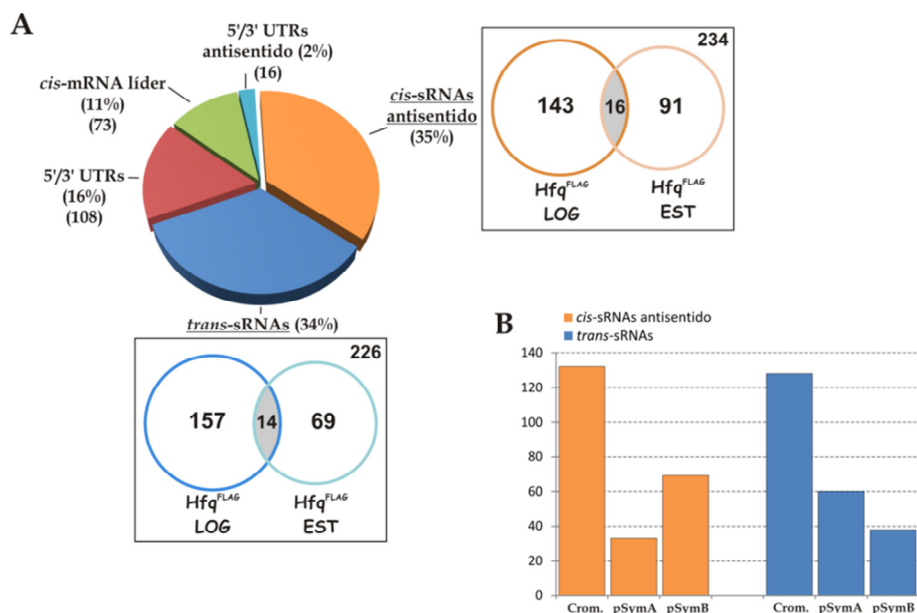 A
5'/3' UTRs
antisentido (2%)
(16)
cis-mRNA líder
(11%)
(73)
5'/3' UTRs
(16%)
(108)
cis-sRNAs
antisentido
(35%)
trans-sRNAs (34%)
234
143
16
91
Hfq^FLAG
LOG
Hfq^FLAG
EST
226
157
14
69
Hfq^FLAG
LOG
Hfq^FLAG
EST
B
cis-sRNAs antisentido
trans-sRNAs
140
120
100
80
60
40
20
0
Crom. pSymA pSymB Crom. pSymA pSymB